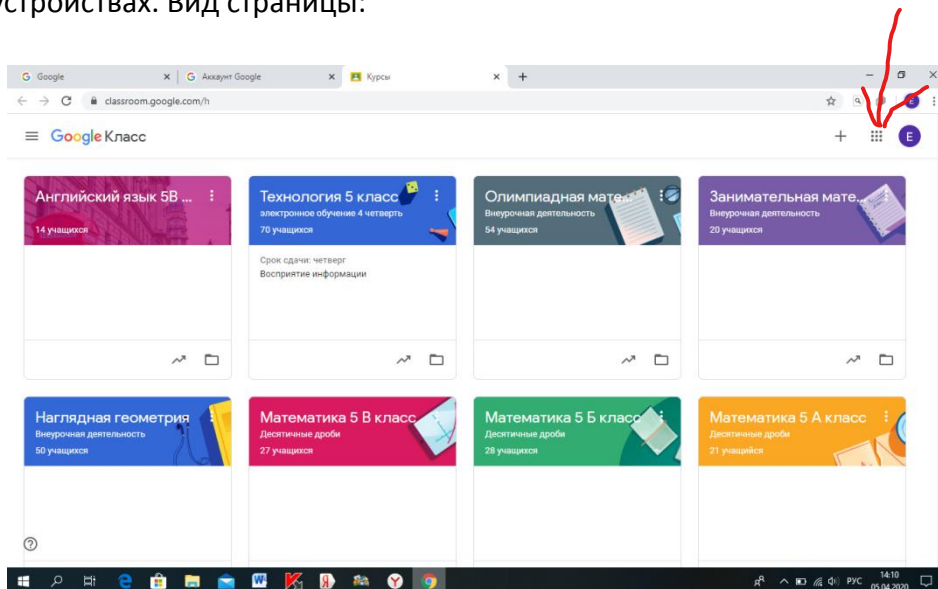 устройствах. Вид страницы:
Google
Аккаунт Google
Курсы
classroom.google.com/h
Google Класс
E
Английский язык 5В ...
14 учащихся
Технология 5 класс
электронное обучение 4 четверть
70 учащихся
Срок сдачи: четверг
Восприятие информации
Олимпиадная мате...
Внеурочная деятельность
54 учащихся
Занимательная мате...
Внеурочная деятельность
20 учащихся
Наглядная геометрия
Внеурочная деятельность
50 учащихся
Математика 5 В класс
Десятичные дроби
27 учащихся
Математика 5 Б класс
Десятичные дроби
28 учащихся
Математика 5 А класс
Десятичные дроби
21 учащийся
РУС
14:10
05.04.2020